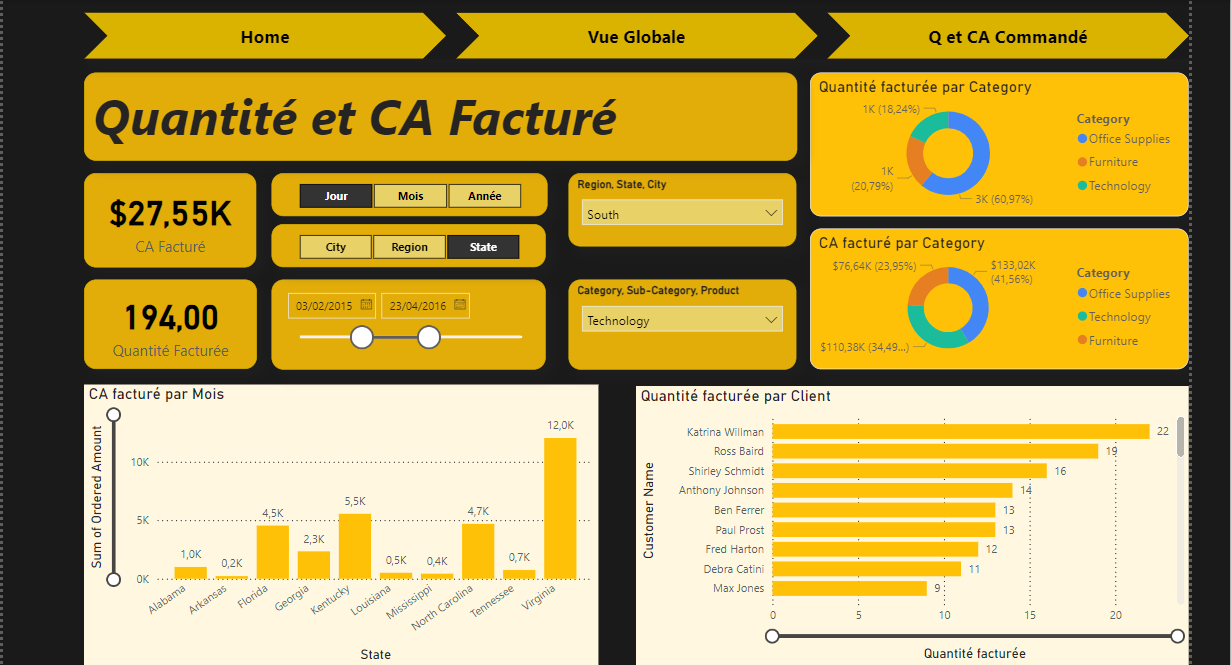 Home
Vue Globale
Q et CA Commandé
Quantité et CA Facturé
$27,55K
CA Facturé
194,00
Quantité Facturée
Jour
Mois
Année
City
Region
State
03/02/2015
23/04/2016
Region, State, City
South
Category, Sub-Category, Product
Technology
Quantité facturée par Category
1K (18,24%)
1K
(20,79%)
3K (60,97%)
Category
Office Supplies
Furniture
Technology
CA facturé par Category
$76,64K (23,95%)
$133,02K
(41,56%)
$110,38K (34,49...)
Category
Office Supplies
Technology
Furniture
CA facturé par Mois
Sum of Ordered Amount
10K
5K
0K
1,0K
0,2K
4,5K
2,3K
5,5K
0,5K
0,4K
4,7K
0,7K
12,0K
Alabama
Arkansas
Florida
Georgia
Kentucky
Louisiana
Mississippi
North Carolina
Tennessee
Virginia
State
Quantité facturée par Client
Customer Name
Katrina Willman 22
Ross Baird 19
Shirley Schmidt 16
Anthony Johnson 14
Ben Ferrer 13
Paul Prost 13
Fred Harton 12
Debra Catini 11
Max Jones 9
0 5 10 15 20
Quantité facturée